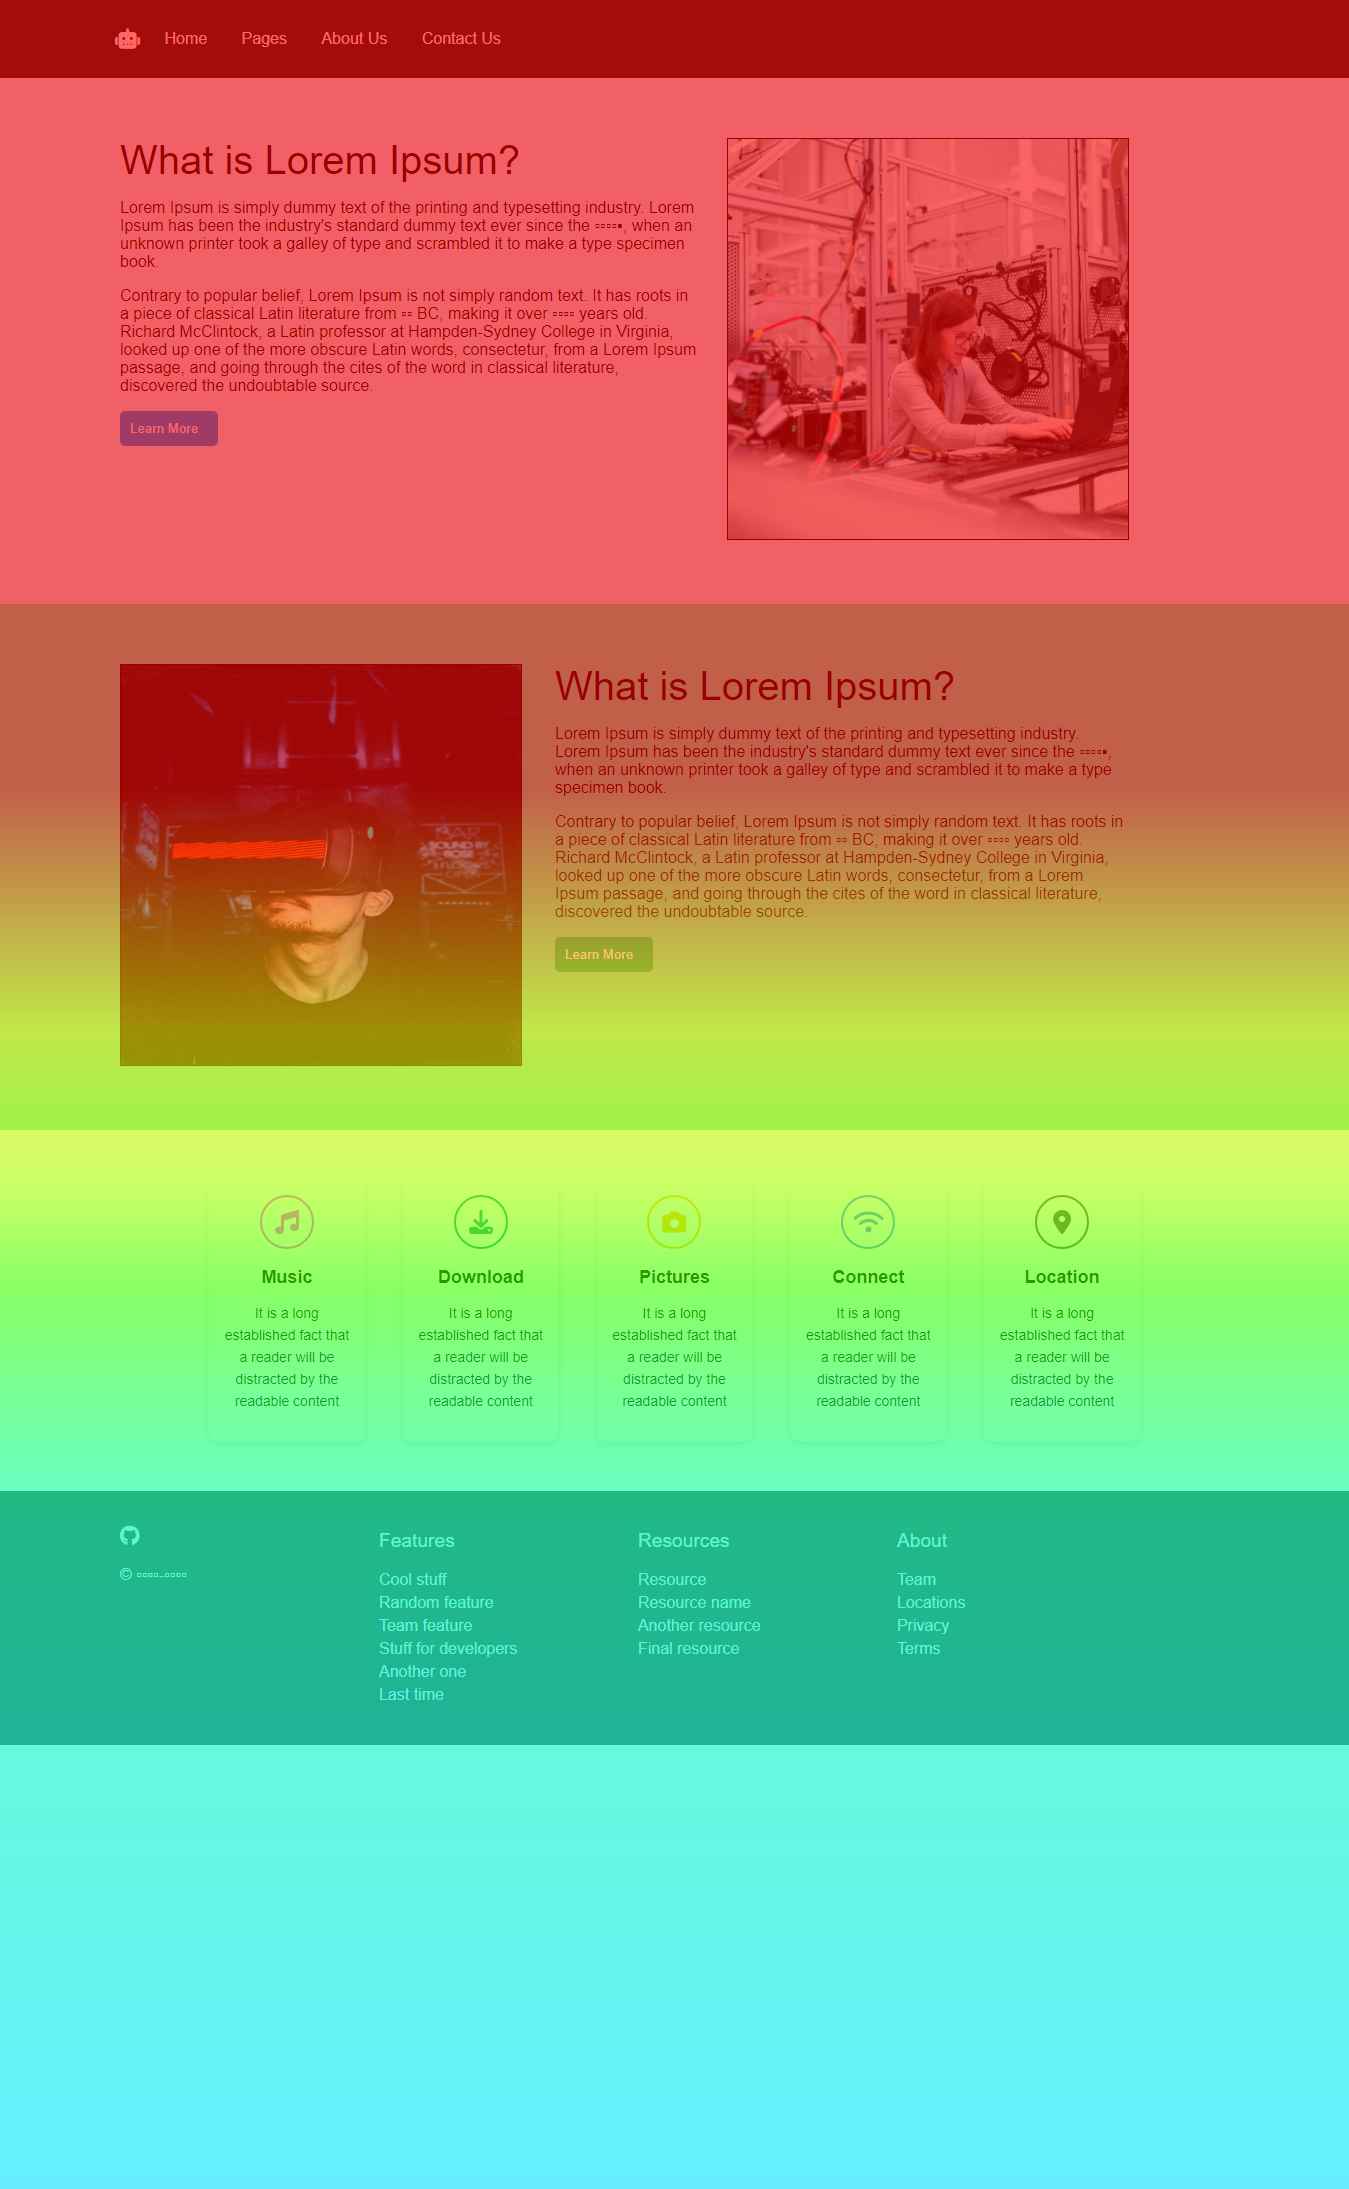 Home Pages About Us Contact Us
What is Lorem Ipsum?
Lorem Ipsum is simply dummy text of the printing and typesetting industry. Lorem
Ipsum has been the industry's standard dummy text ever since the ▫▫▫▫▪, when an
unknown printer took a galley of type and scrambled it to make a type specimen
book.
Contrary to popular belief, Lorem Ipsum is not simply random text. It has roots in
a piece of classical Latin literature from ▫▫ BC, making it over ▫▫▫▫ years old.
Richard McClintock, a Latin professor at Hampden-Sydney College in Virginia,
looked up one of the more obscure Latin words, consectetur, from a Lorem Ipsum
passage, and going through the cites of the word in classical literature,
discovered the undoubtable source.
Learn More
What is Lorem Ipsum?
Lorem Ipsum is simply dummy text of the printing and typesetting industry.
Lorem Ipsum has been the industry's standard dummy text ever since the ▫▫▫▫▪,
when an unknown printer took a galley of type and scrambled it to make a type
specimen book.
Contrary to popular belief, Lorem Ipsum is not simply random text. It has roots in
a piece of classical Latin literature from ▫▫ BC, making it over ▫▫▫▫ years old.
Richard McClintock, a Latin professor at Hampden-Sydney College in Virginia,
looked up one of the more obscure Latin words, consectetur, from a Lorem
Ipsum passage, and going through the cites of the word in classical literature,
discovered the undoubtable source.
Learn More
Music
It is a long
established fact that
a reader will be
distracted by the
readable content
Download
It is a long
established fact that
a reader will be
distracted by the
readable content
Pictures
It is a long
established fact that
a reader will be
distracted by the
readable content
Connect
It is a long
established fact that
a reader will be
distracted by the
readable content
Location
It is a long
established fact that
a reader will be
distracted by the
readable content
© ▫▫▫▫-▫▫▫▫
Features
Cool stuff
Random feature
Team feature
Stuff for developers
Another one
Last time
Resources
Resource
Resource name
Another resource
Final resource
About
Team
Locations
Privacy
Terms